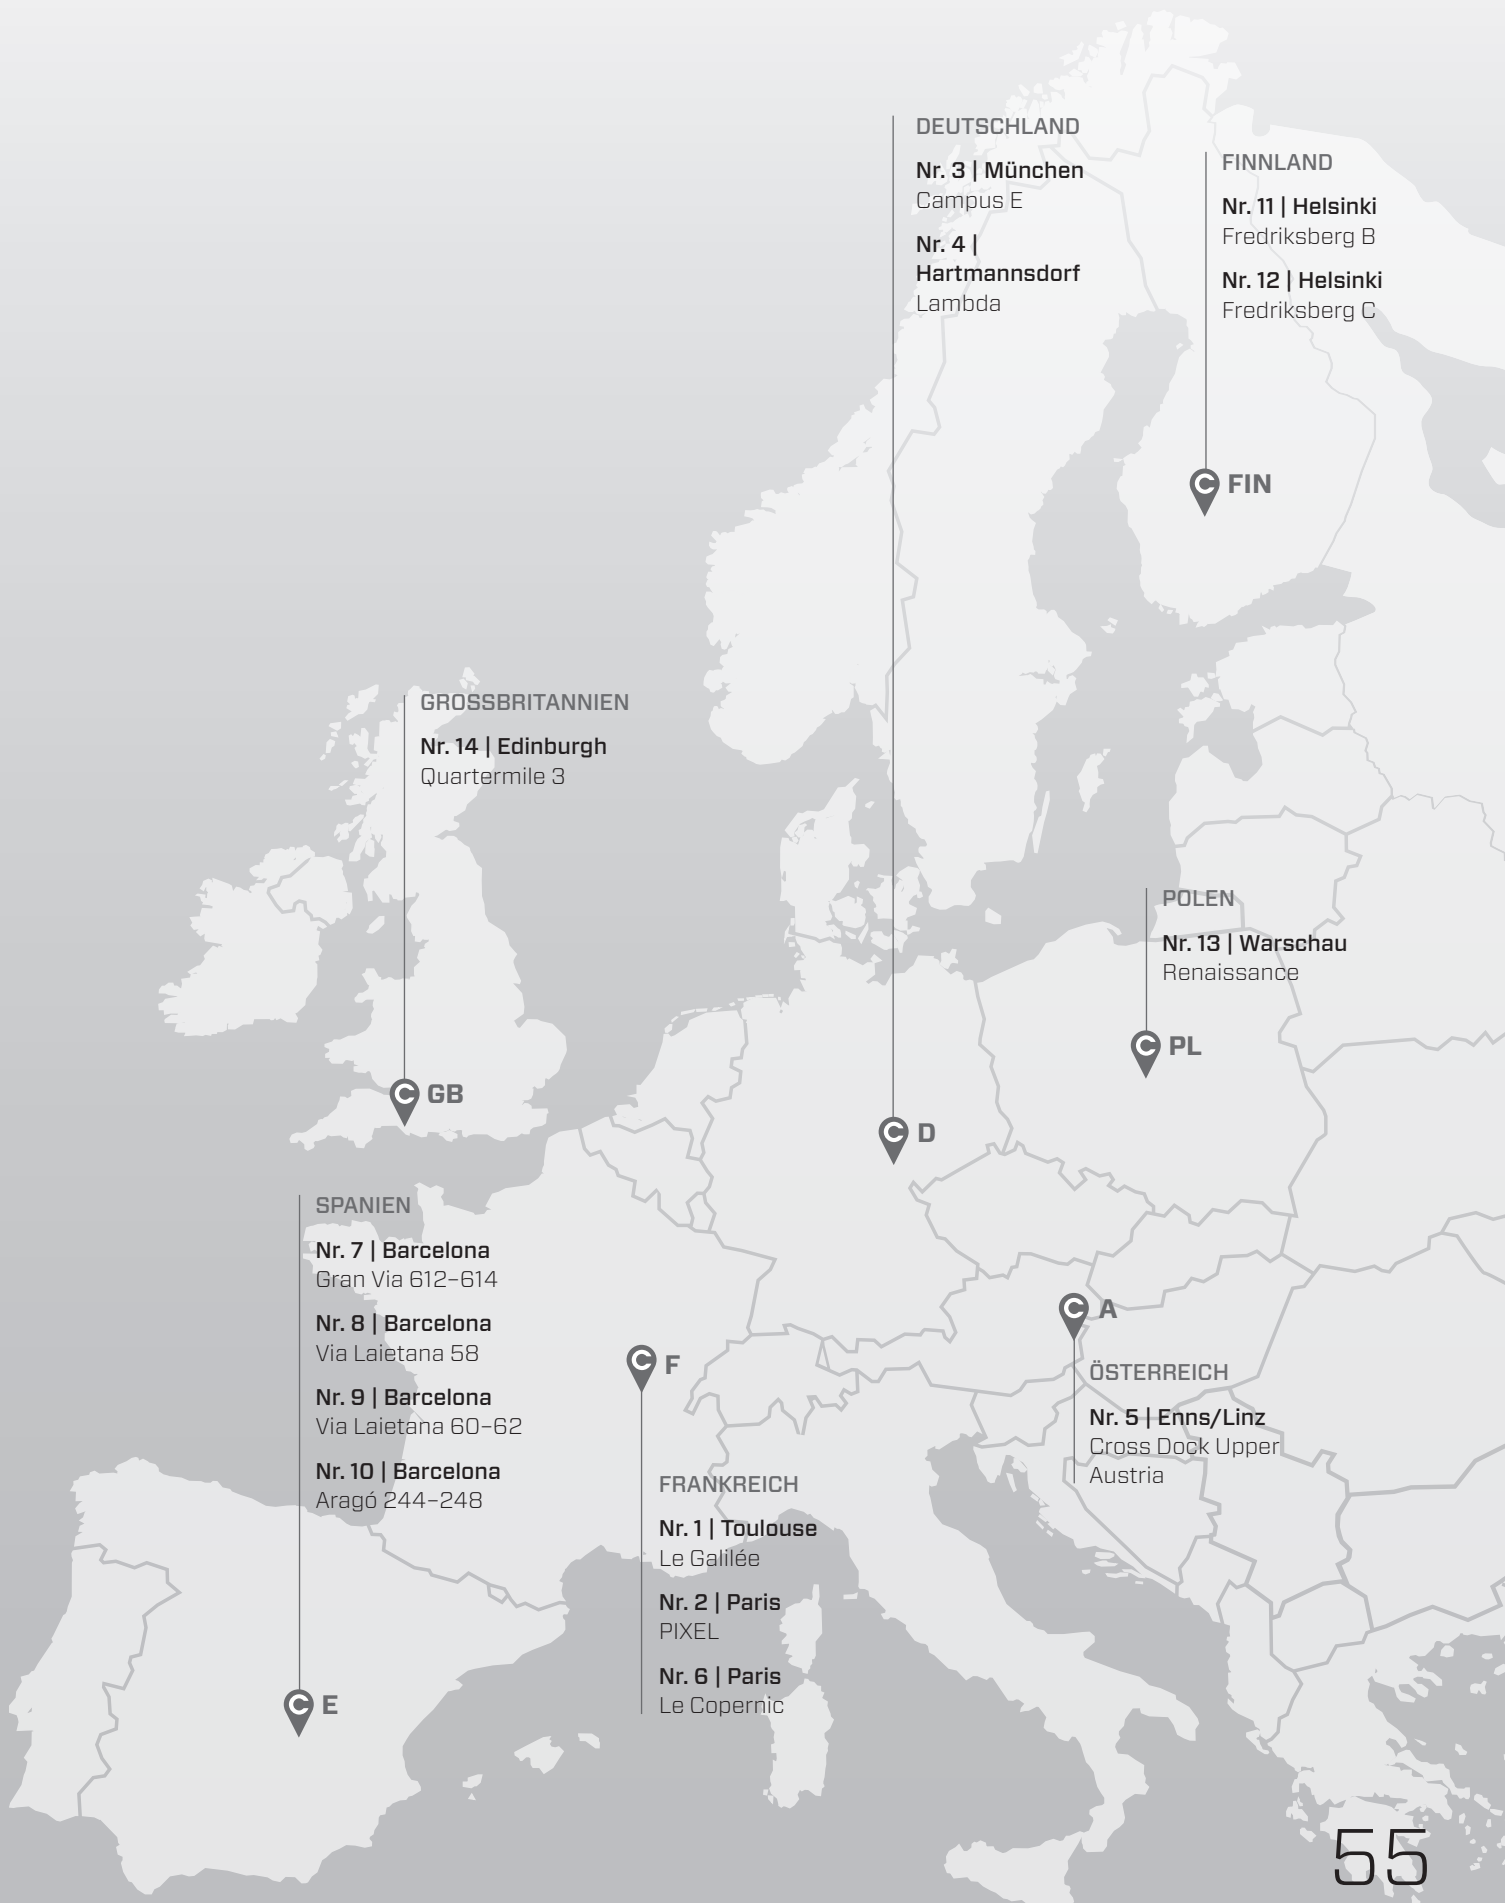 DEUTSCHLAND
Nr. 3 | München
Campus E
Nr. 4 |
Hartmannsdorf
Lambda
FINNLAND
Nr. 11 | Helsinki
Fredriksberg B
Nr. 12 | Helsinki
Fredriksberg C
C FIN
GROSSBRITANNIEN
Nr. 14 | Edinburgh
Quartermile 3
POLEN
Nr. 13 | Warschau
Renaissance
C PL
C GB
C D
SPANIEN
Nr. 7 | Barcelona
Gran Via 612–614
Nr. 8 | Barcelona
Via Laietana 58
Nr. 9 | Barcelona
Via Laietana 60–62
Nr. 10 | Barcelona
Aragó 244–248
C E
C A
ÖSTERREICH
Nr. 5 | Enns/Linz
Cross Dock Upper
Austria
C F
FRANKREICH
Nr. 1 | Toulouse
Le Galilée
Nr. 2 | Paris
PIXEL
Nr. 6 | Paris
Le Copernic
55